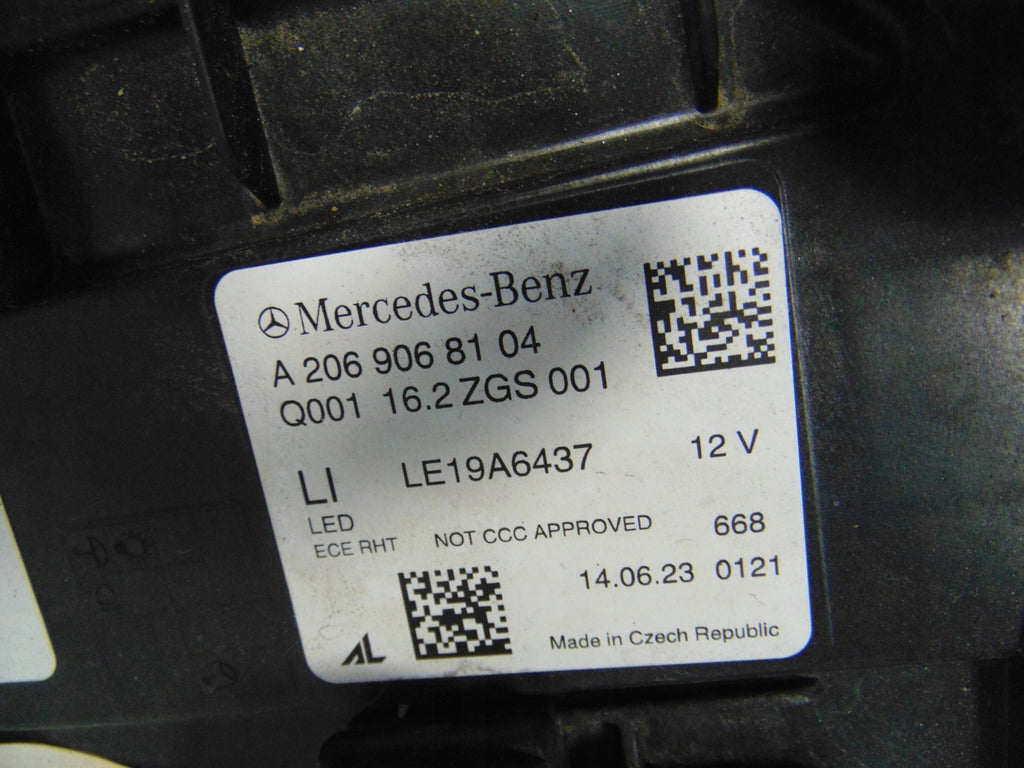 Mercedes-Benz
A 206 906 81 04
Q001 16.2 ZGS 001
LI LE19A6437 12 V
LED
ECE RHT NOT CCC APPROVED 668
14.06.23 0121
AL
Made in Czech Republic